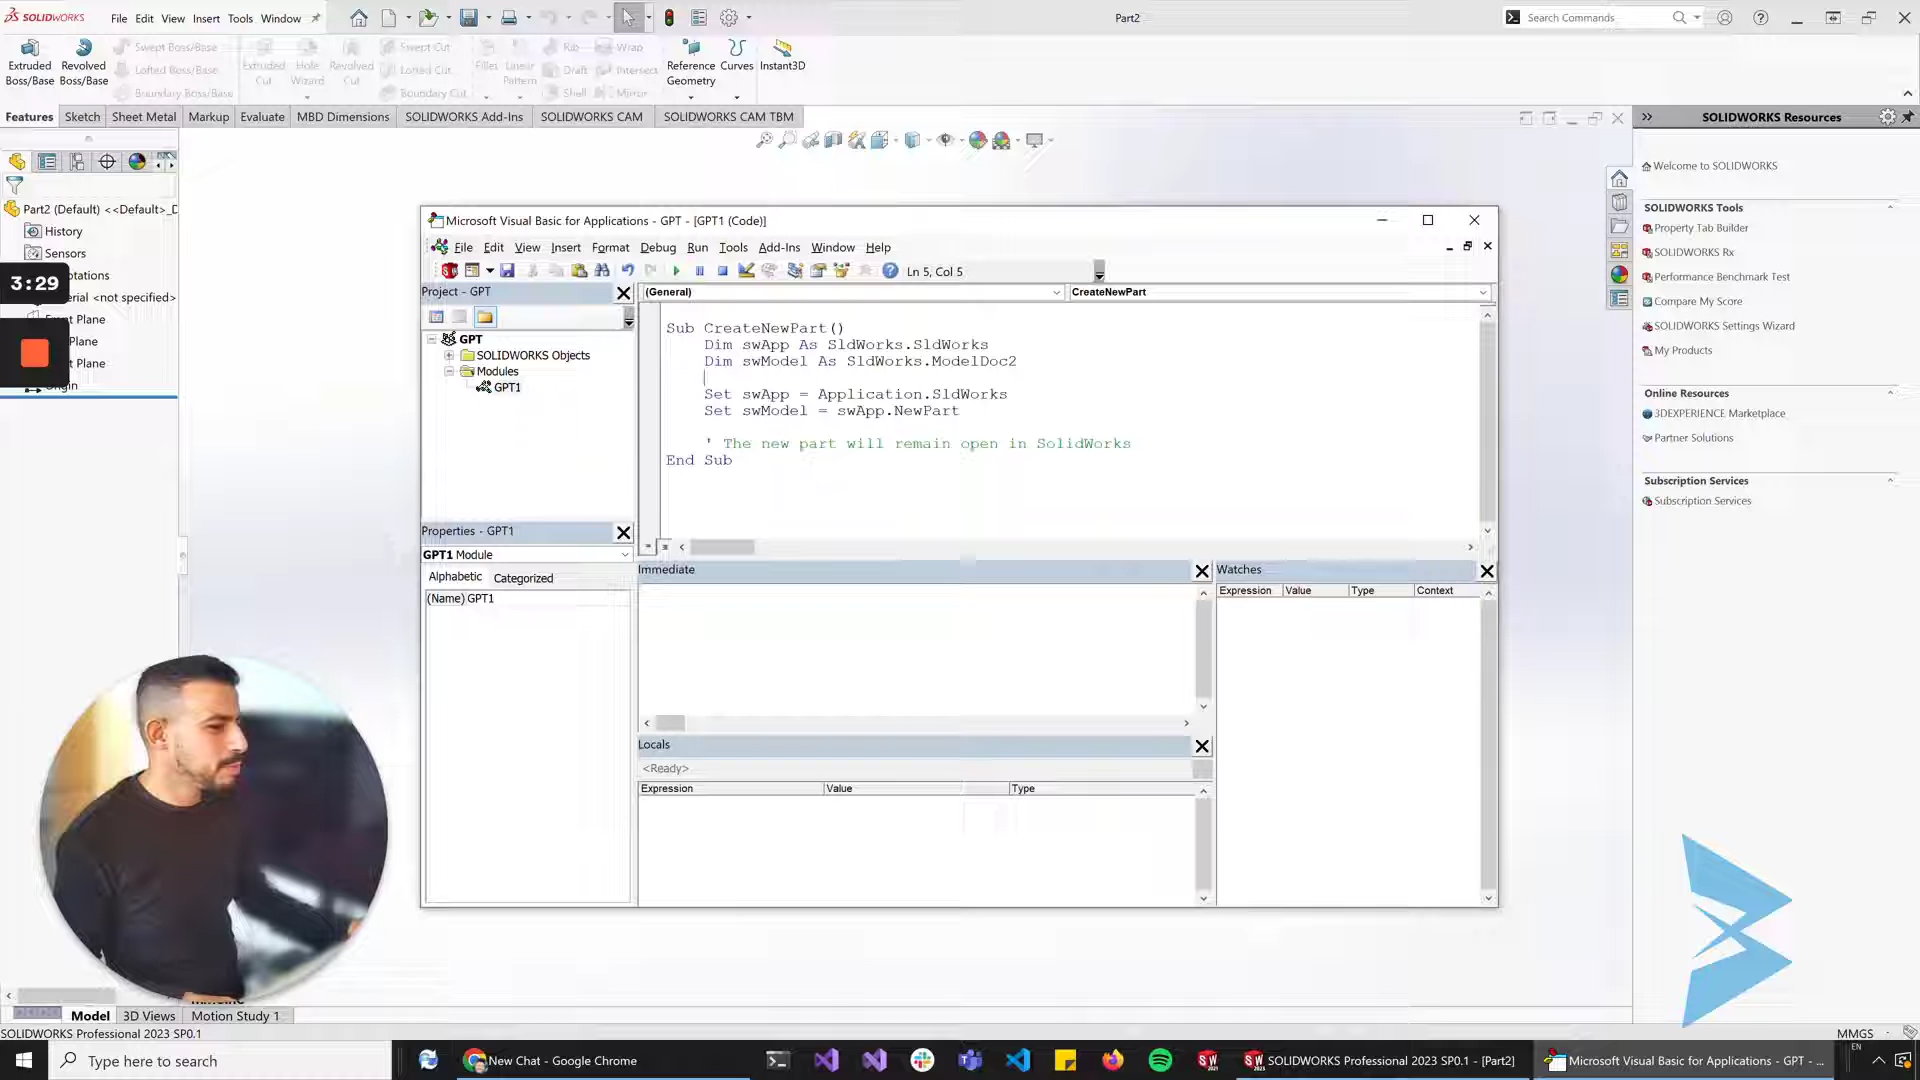 SOLIDWORKS File Edit View Insert Tools Window
Part2
Search Commands
Extruded Boss/Base
Revolved Boss/Base
Swept Boss/Base
Lofted Boss/Base
Boundary Boss/Base
Extruded Cut
Hole Wizard
Revolved Cut
Swept Cut
Lofted Cut
Boundary Cut
Fillet
Linear Pattern
Rib
Draft
Shell
Wrap
Intersect
Mirror
Reference Geometry
Curves
Instant3D
Features Sketch Sheet Metal Markup Evaluate MBD Dimensions SOLIDWORKS Add-Ins SOLIDWORKS CAM SOLIDWORKS CAM TBM
Part2 (Default) <<Default>_D
History
Sensors
otations
erial <not specified>
nt Plane
Plane
t Plane
Origin
3:29
Microsoft Visual Basic for Applications - GPT - [GPT1 (Code)]
File Edit View Insert Format Debug Run Tools Add-Ins Window Help
Ln 5, Col 5
Project - GPT
GPT
SOLIDWORKS Objects
Modules
GPT1
(General)
CreateNewPart
Sub CreateNewPart()
Dim swApp As SldWorks.SldWorks
Dim swModel As SldWorks.ModelDoc2
Set swApp = Application.SldWorks
Set swModel = swApp.NewPart
' The new part will remain open in SolidWorks
End Sub
Properties - GPT1
GPT1 Module
Alphabetic Categorized
(Name) GPT1
Immediate
Watches
Expression Value Type Context
Locals
<Ready>
Expression Value Type
SOLIDWORKS Resources
Welcome to SOLIDWORKS
SOLIDWORKS Tools
Property Tab Builder
SOLIDWORKS Rx
Performance Benchmark Test
Compare My Score
SOLIDWORKS Settings Wizard
My Products
Online Resources
3DEXPERIENCE Marketplace
Partner Solutions
Subscription Services
Subscription Services
Model 3D Views Motion Study 1
SOLIDWORKS Professional 2023 SP0.1
MMGS
Type here to search
New Chat - Google Chrome
SOLIDWORKS Professional 2023 SP0.1 - [Part2]
Microsoft Visual Basic for Applications - GPT - ...
EN